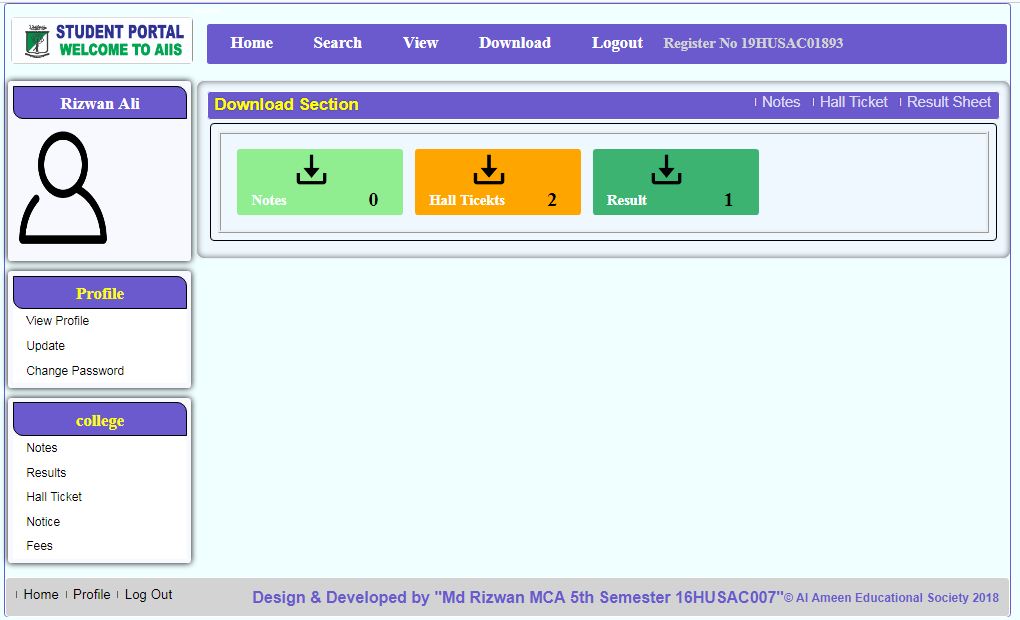 STUDENT PORTAL
WELCOME TO AIIS
Home Search View Download Logout Register No 19HUSAC01893
Rizwan Ali
Download Section Notes Hall Ticket Result Sheet
Notes 0 Hall Ticekts 2 Result 1
Profile
View Profile
Update
Change Password
college
Notes
Results
Hall Ticket
Notice
Fees
Home Profile Log Out Design & Developed by "Md Rizwan MCA 5th Semester 16HUSAC007"© Al Ameen Educational Society 2018